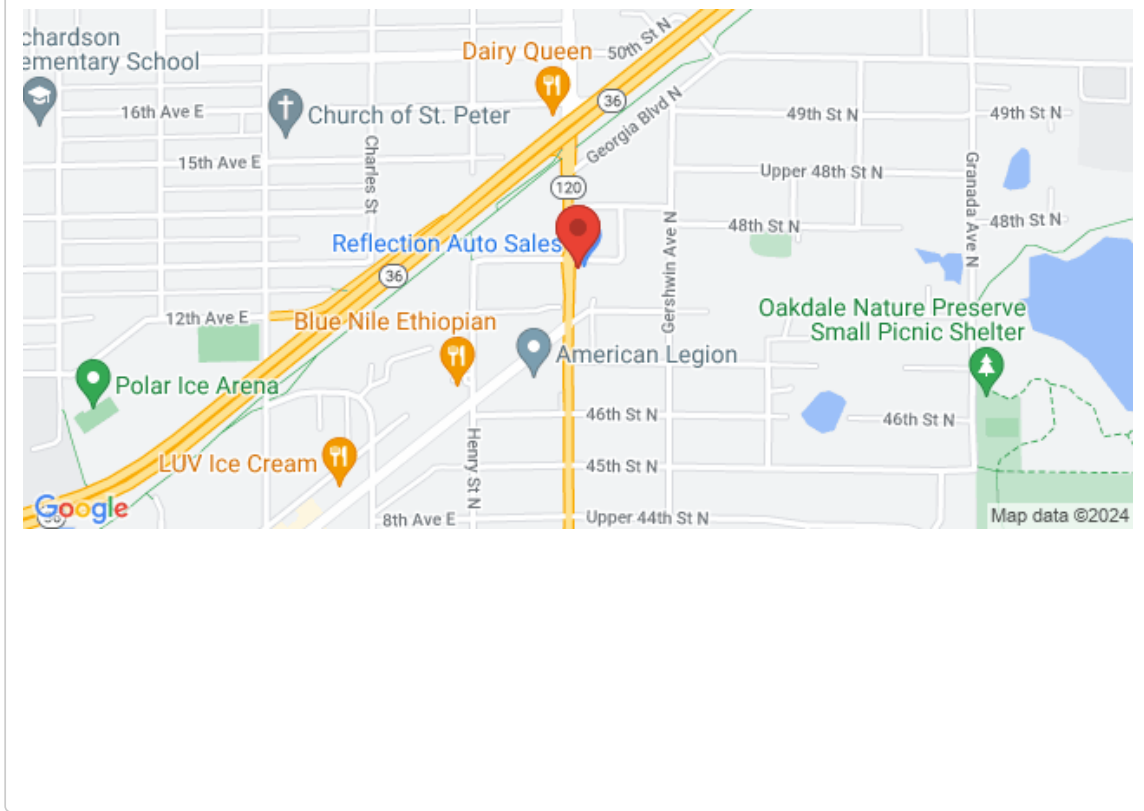 chardson
ementary School
Dairy Queen
50th St N
36
16th Ave E
Church of St. Peter
Georgia Blvd N
49th St N
49th St N
15th Ave E
Charles St
Upper 48th St N
Granada Ave N
120
48th St N
48th St N
Reflection Auto Sales
Gershwin Ave N
36
12th Ave E
Blue Nile Ethiopian
Oakdale Nature Preserve
Small Picnic Shelter
American Legion
Polar Ice Arena
46th St N
46th St N
LUV Ice Cream
Henry St N
45th St N
Google
8th Ave E
Upper 44th St N
Map data ©2024